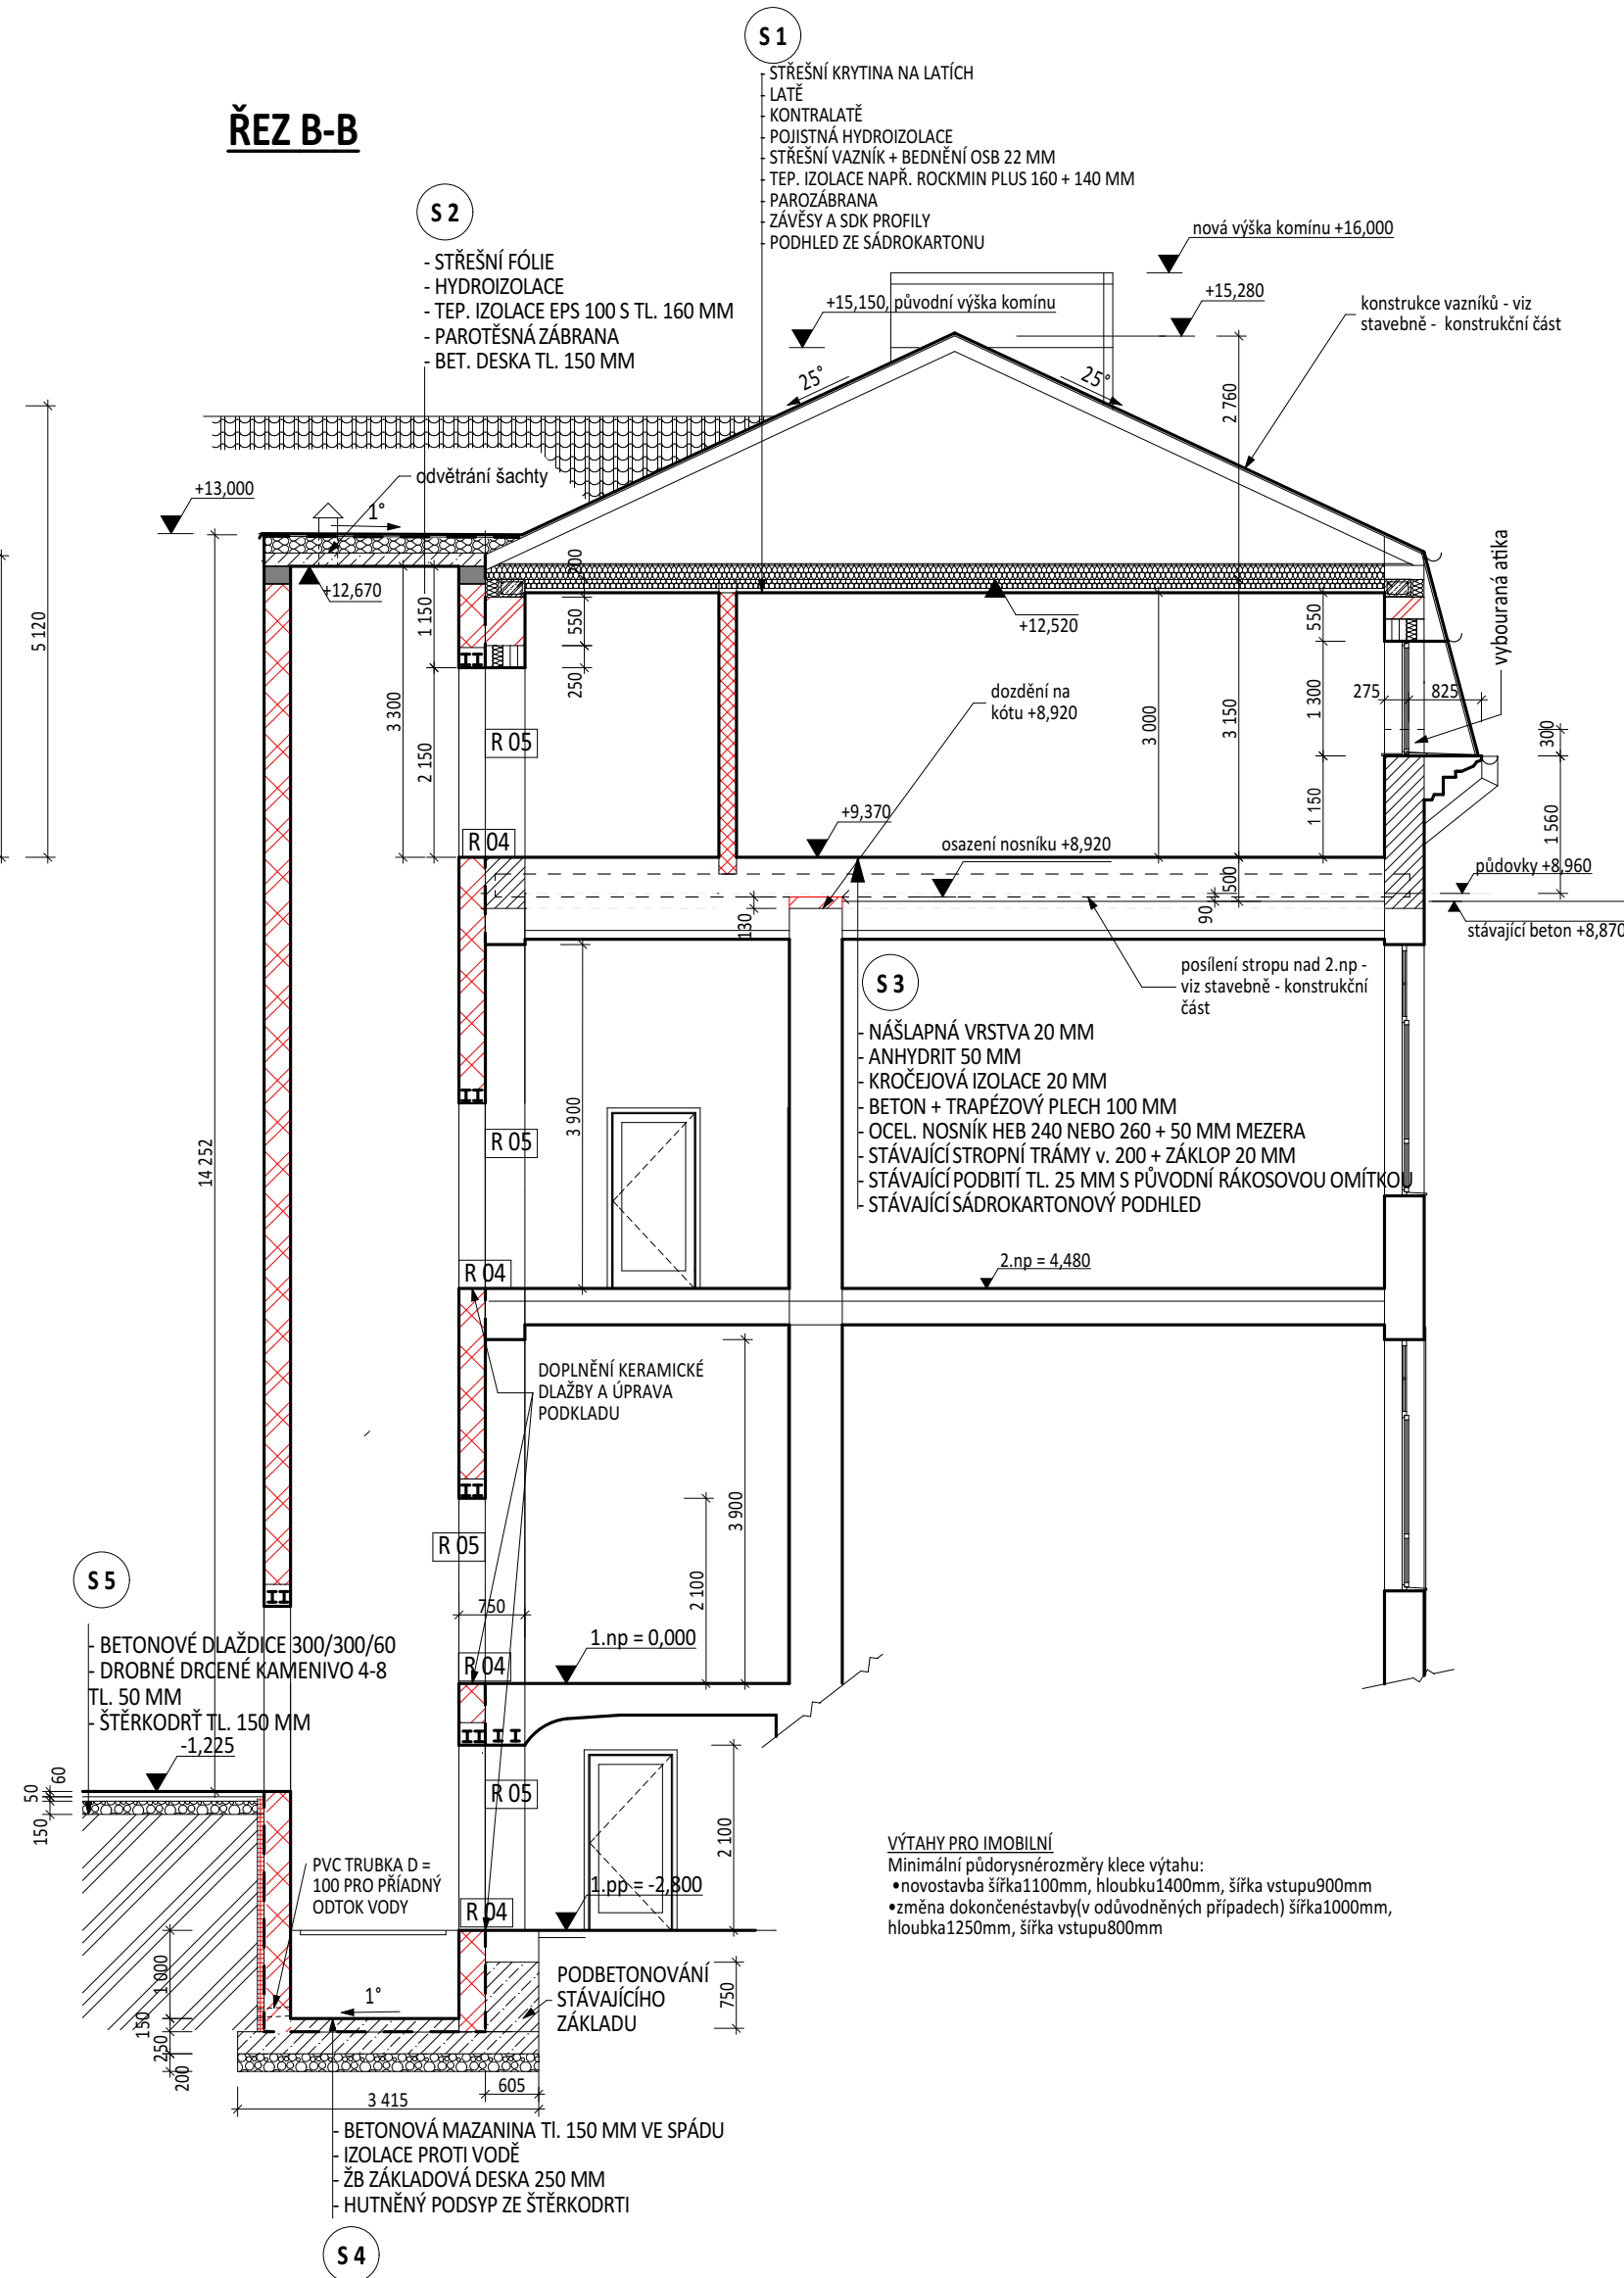 S 1
- STŘEŠNÍ KRYTINA NA LATÍCH
- LATĚ
- KONTRALATĚ
- POJISTNÁ HYDROIZOLACE
- STŘEŠNÍ VAZNÍK + BEDNĚNÍ OSB 22 MM
- TEP. IZOLACE NAPŘ. ROCKMIN PLUS 160 + 140 MM
- PAROZÁBRANA
- ZÁVĚSY A SDK PROFILY
- PODHLED ZE SÁDROKARTONU
ŘEZ B-B
S 2
- STŘEŠNÍ FÓLIE
- HYDROIZOLACE
- TEP. IZOLACE EPS 100 S TL. 160 MM
- PAROTĚSNÁ ZÁBRANA
- BET. DESKA TL. 150 MM
nová výška komínu +16,000
+15,150, původní výška komínu
+15,280
konstrukce vazníků - viz
stavebně - konstrukční část
25°
25°
2 760
5 120
odvětrání šachty
+13,000
1°
+12,670
200
+12,520
1 150
550
250
3 300
2 150
550
1 300
1 150
3 000
3 150
275
825
vybouraná atika
300
1 560
dozdění na
kótu +8,920
R 05
R 04
+9,370
osazení nosníku +8,920
500
půdovky +8,960
130
90
stávající beton +8,870
posílení stropu nad 2.np -
viz stavebně - konstrukční
část
S 3
- NÁŠLAPNÁ VRSTVA 20 MM
- ANHYDRIT 50 MM
- KROČEJOVÁ IZOLACE 20 MM
- BETON + TRAPÉZOVÝ PLECH 100 MM
- OCEL. NOSNÍK HEB 240 NEBO 260 + 50 MM MEZERA
- STÁVAJÍCÍ STROPNÍ TRÁMY v. 200 + ZÁKLOP 20 MM
- STÁVAJÍCÍ PODBITÍ TL. 25 MM S PŮVODNÍ RÁKOSOVOU OMÍTKOU
- STÁVAJÍCÍ SÁDROKARTONOVÝ PODHLED
3 900
14 252
R 05
R 04
2.np = 4,480
DOPLNĚNÍ KERAMICKÉ
DLAŽBY A ÚPRAVA
PODKLADU
3 900
2 100
R 05
750
S 5
- BETONOVÉ DLAŽDICE 300/300/60
- DROBNÉ DRCENÉ KAMENIVO 4-8
TL. 50 MM
- ŠTĚRKODRŤ TL. 150 MM
1.np = 0,000
R 04
-1,225
60
50
150
R 05
2 100
PVC TRUBKA D =
100 PRO PŘÍADNÝ
ODTOK VODY
1.pp = -2,800
R 04
VÝTAHY PRO IMOBILNÍ
Minimální půdorysnérozměry klece výtahu:
•novostavba šířka1100mm, hloubku1400mm, šířka vstupu900mm
•změna dokončenéstavby(v odůvodněných případech) šířka1000mm,
hloubka1250mm, šířka vstupu800mm
1 000
150
250
200
1°
PODBETONOVÁNÍ
STÁVAJÍCÍHO
ZÁKLADU
750
605
3 415
- BETONOVÁ MAZANINA Tl. 150 MM VE SPÁDU
- IZOLACE PROTI VODĚ
- ŽB ZÁKLADOVÁ DESKA 250 MM
- HUTNĚNÝ PODSYP ZE ŠTĚRKODRTI
S 4